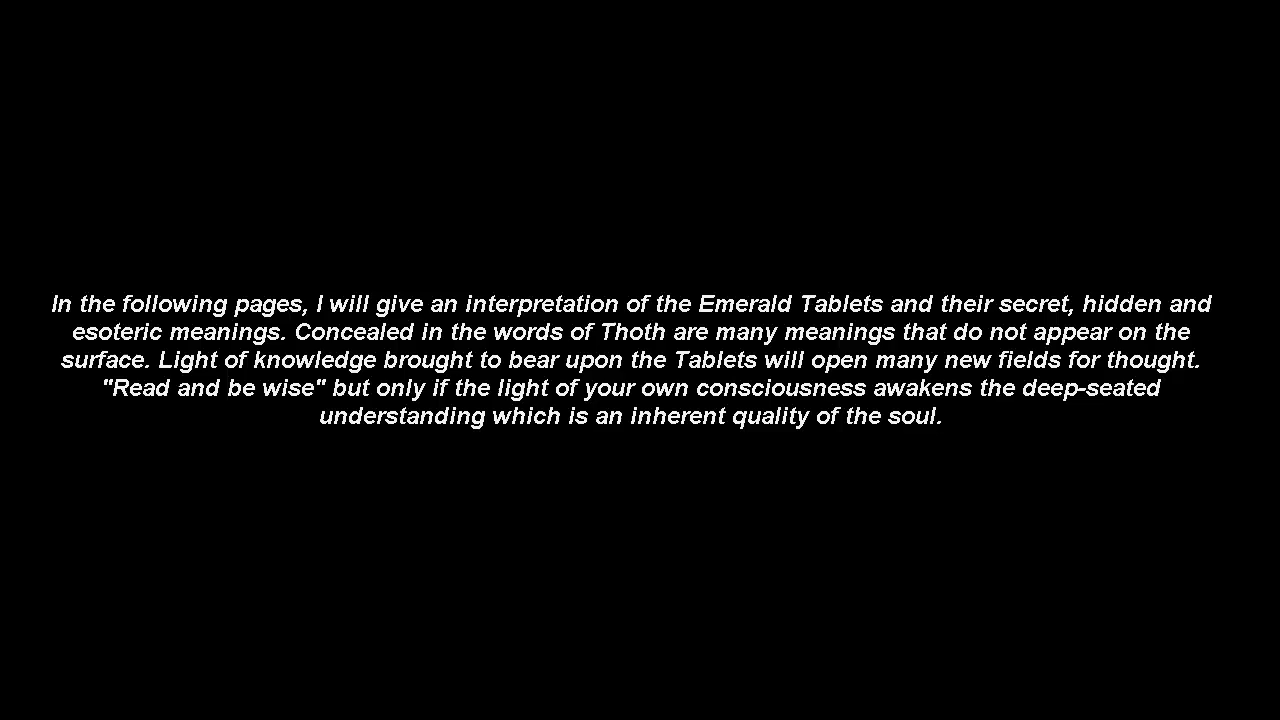 In the following pages, I will give an interpretation of the Emerald Tablets and their secret, hidden and
esoteric meanings. Concealed in the words of Thoth are many meanings that do not appear on the
surface. Light of knowledge brought to bear upon the Tablets will open many new fields for thought.
"Read and be wise" but only if the light of your own consciousness awakens the deep-seated
understanding which is an inherent quality of the soul.